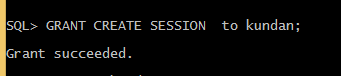 SQL> GRANT CREATE SESSION  to kundan;
Grant succeeded.